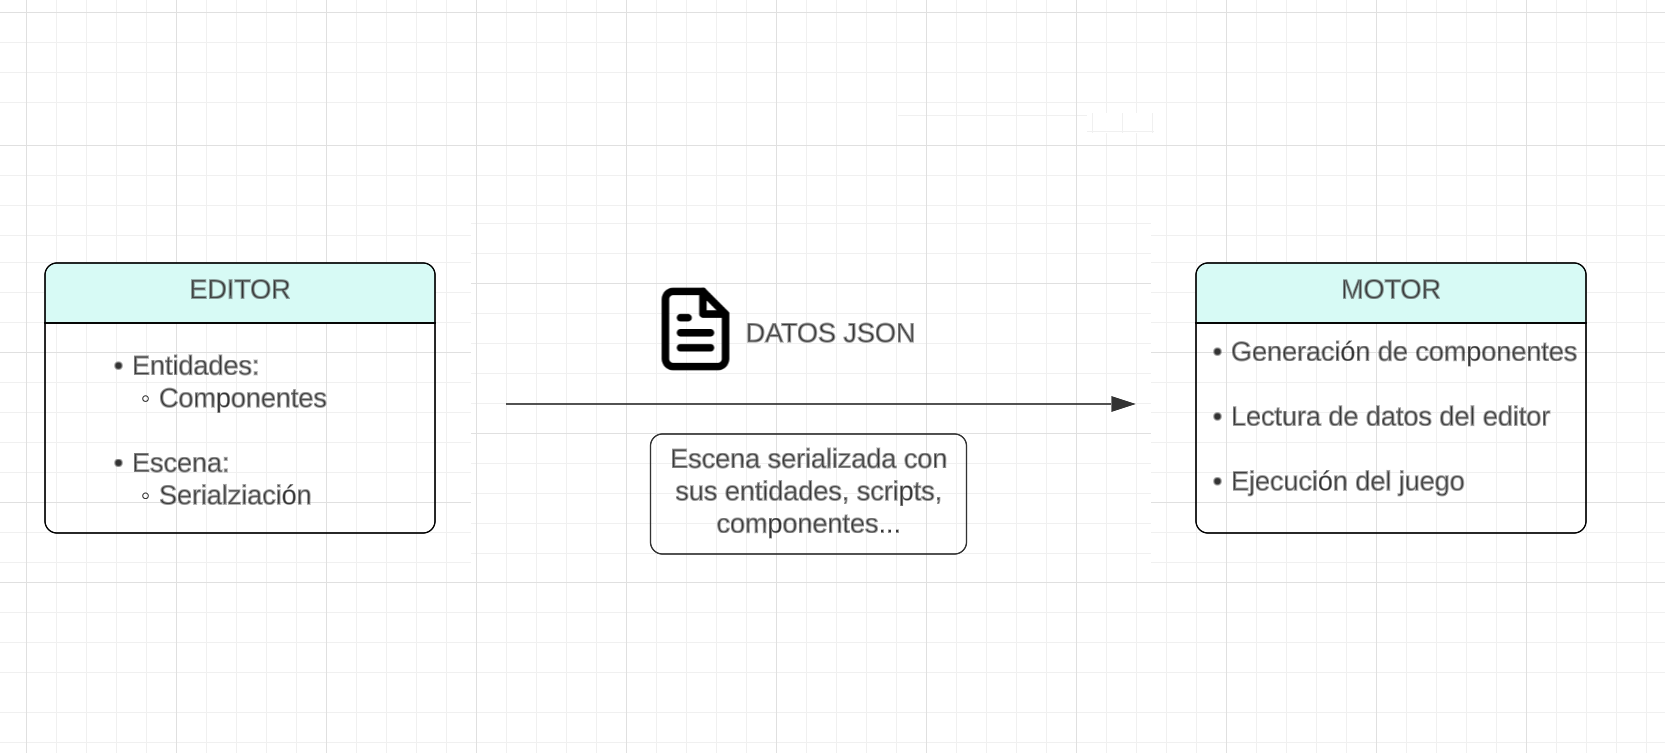 EDITOR
• Entidades:
◦ Componentes
• Escena:
◦ Serialziación
DATOS JSON
Escena serializada con
sus entidades, scripts,
componentes...
MOTOR
• Generación de componentes
• Lectura de datos del editor
• Ejecución del juego